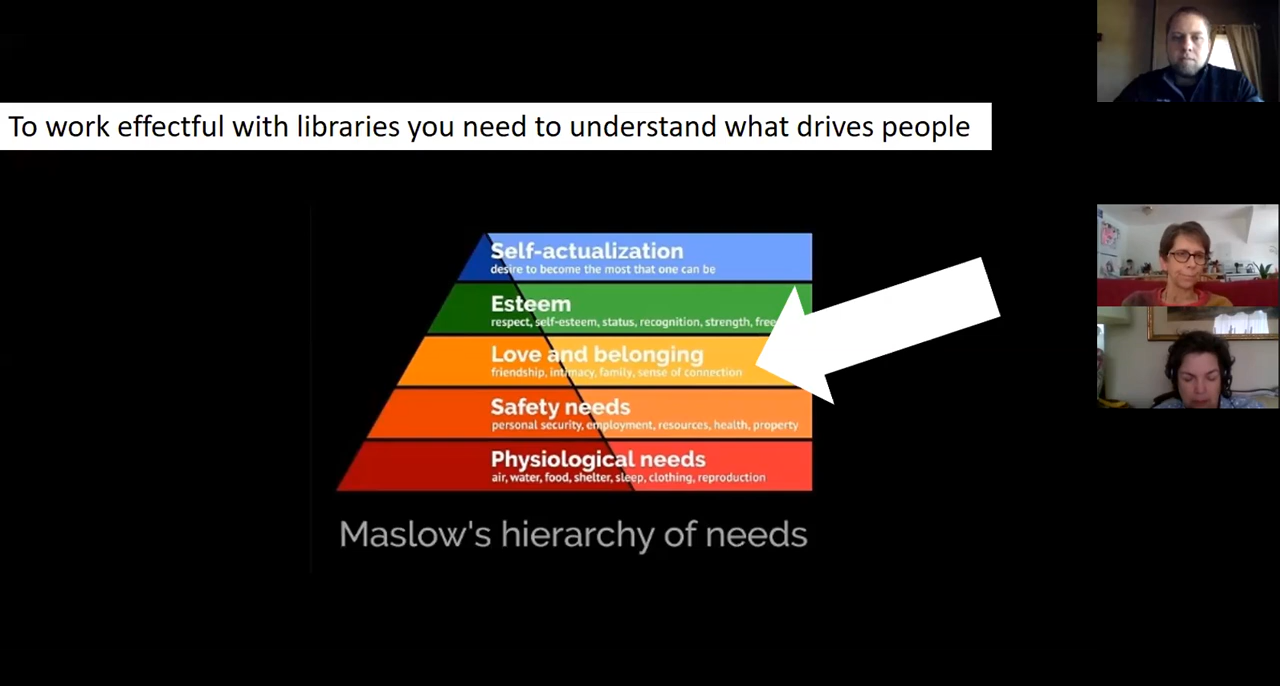 To work effectful with libraries you need to understand what drives people
Self-actualization
desire to become the most that one can be
Esteem
respect, self-esteem, status, recognition, strength,
Love and belonging
friendship, intimacy, family, sense of connection
Safety needs
personal security, employment, resources, health, property
Physiological needs
air, water, food, shelter, sleep, clothing, reproduction
Maslow's hierarchy of needs